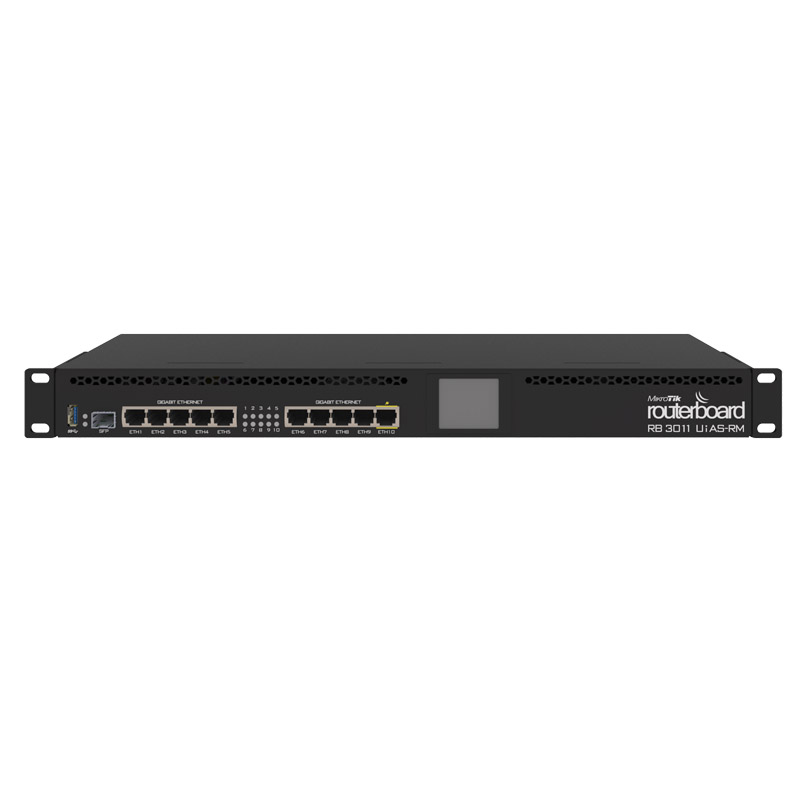 GIGABIT ETHERNET
1 2 3 4 5
6 7 8 9 10
SFP
ETH1 ETH2 ETH3 ETH4 ETH5
GIGABIT ETHERNET
ETH6 ETH7 ETH8 ETH9 ETH10
MikroTik
routerboard
RB 3011 UiAS-RM